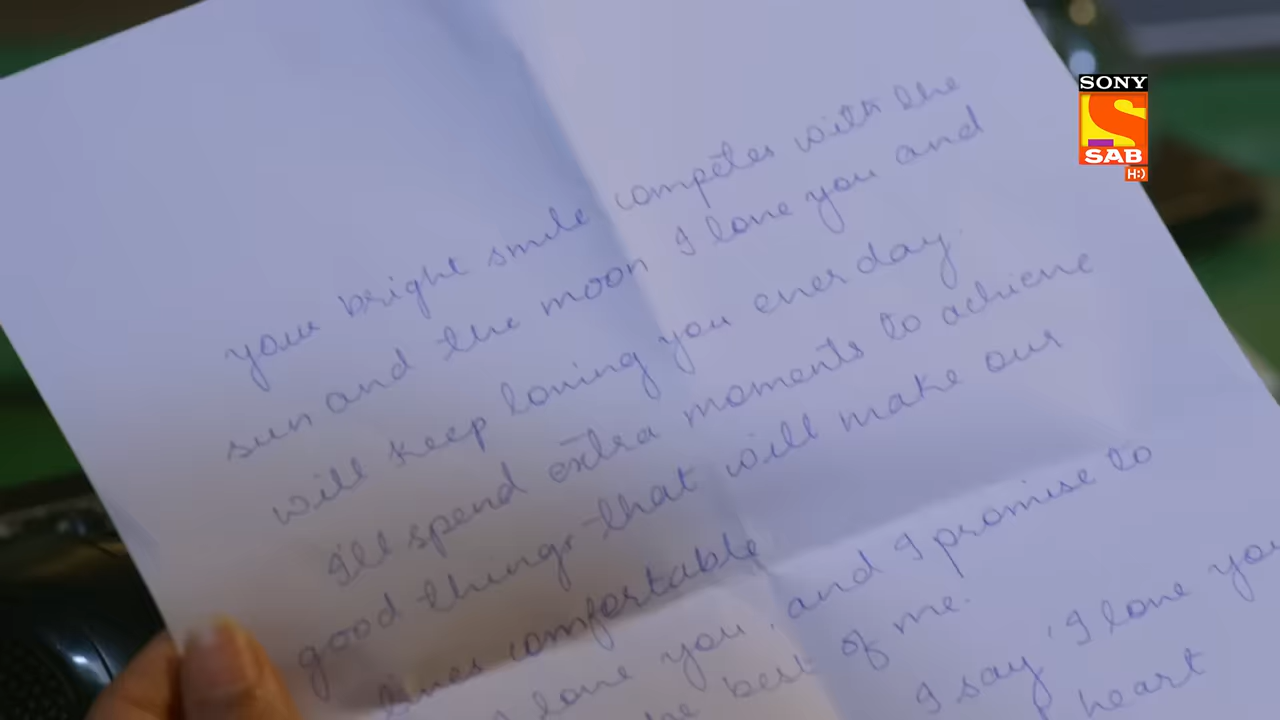 your bright smile competes with the
sun and the moon I love you and
will keep loving you ever day.
I'll spend extra moments to achieve
good things that will make our
lives comfortable
I love you, and I promise to
the best of me.
I say 'I love you
heart
SONY
SAB
HD